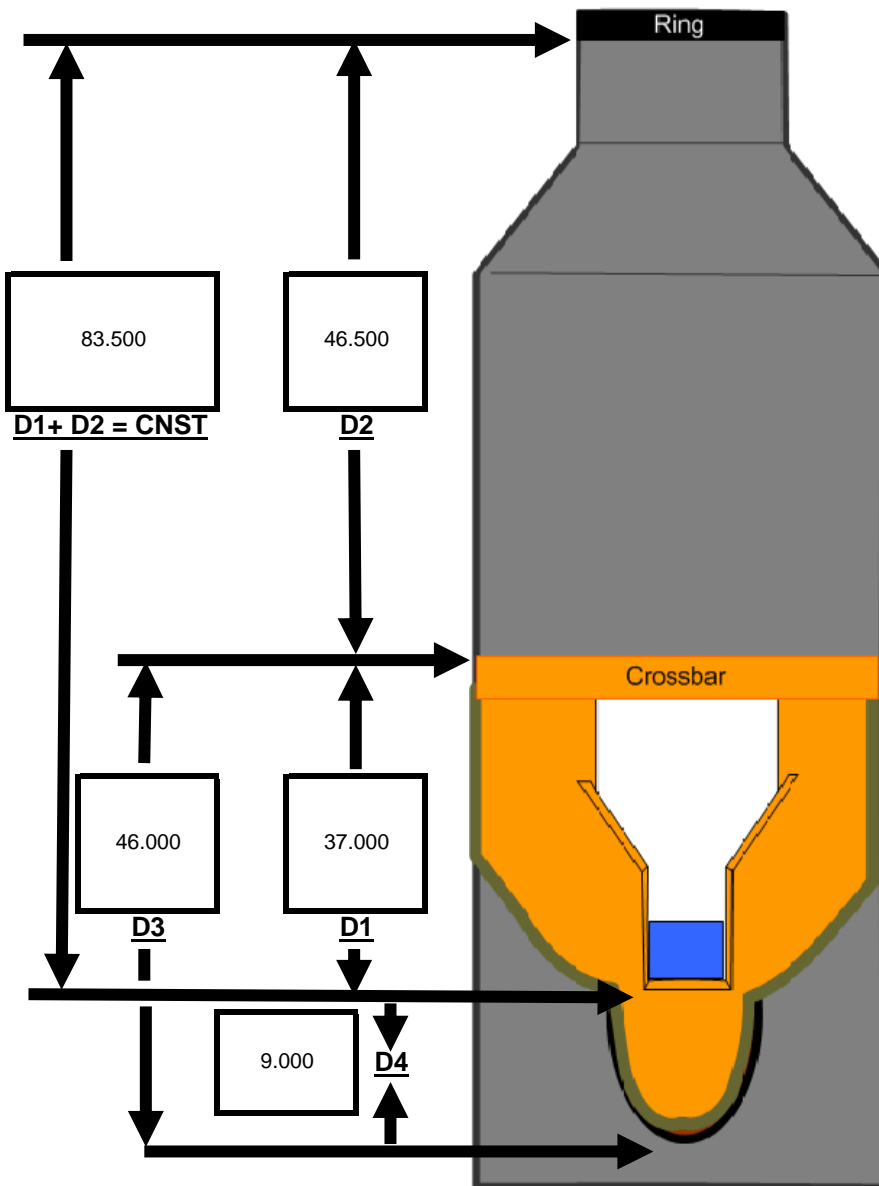 Ring
83.500
46.500
D1+ D2 = CNST
D2
Crossbar
46.000
37.000
D3
D1
9.000
D4